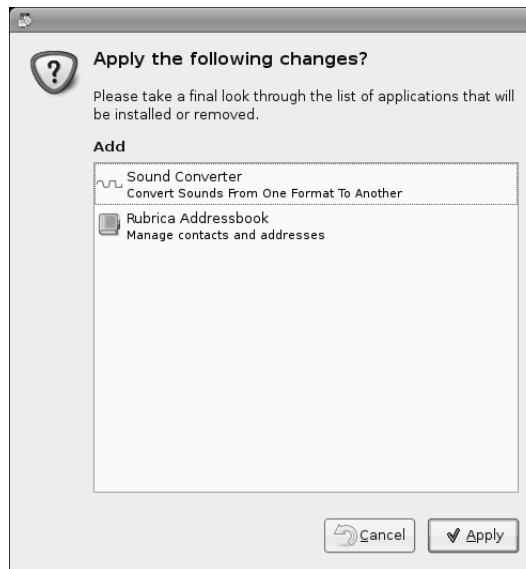 Apply the following changes?
Please take a final look through the list of applications that will
be installed or removed.
Add
Sound Converter
Convert Sounds From One Format To Another
Rubrica Addressbook
Manage contacts and addresses
Cancel
Apply